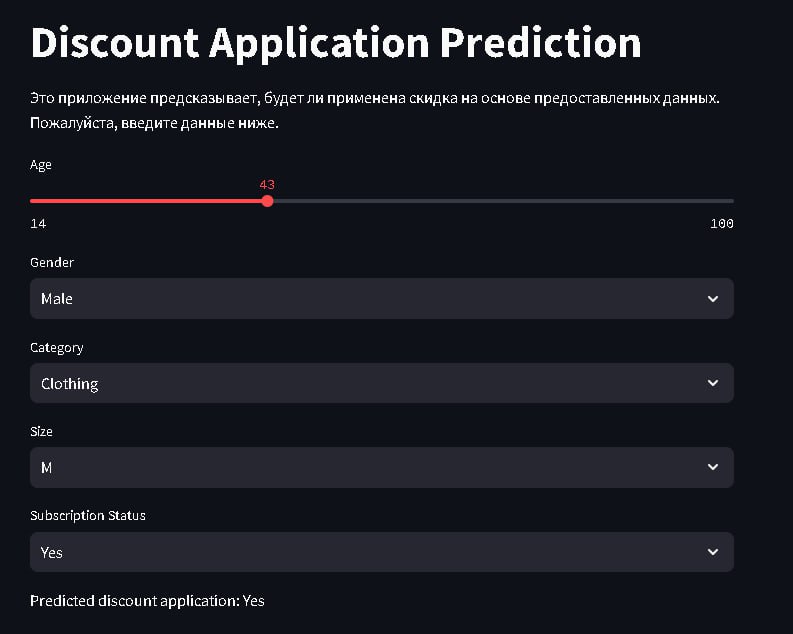 Discount Application Prediction
Это приложение предсказывает, будет ли применена скидка на основе предоставленных данных.
Пожалуйста, введите данные ниже.
Age
43
14
100
Gender
Male
Category
Clothing
Size
M
Subscription Status
Yes
Predicted discount application: Yes